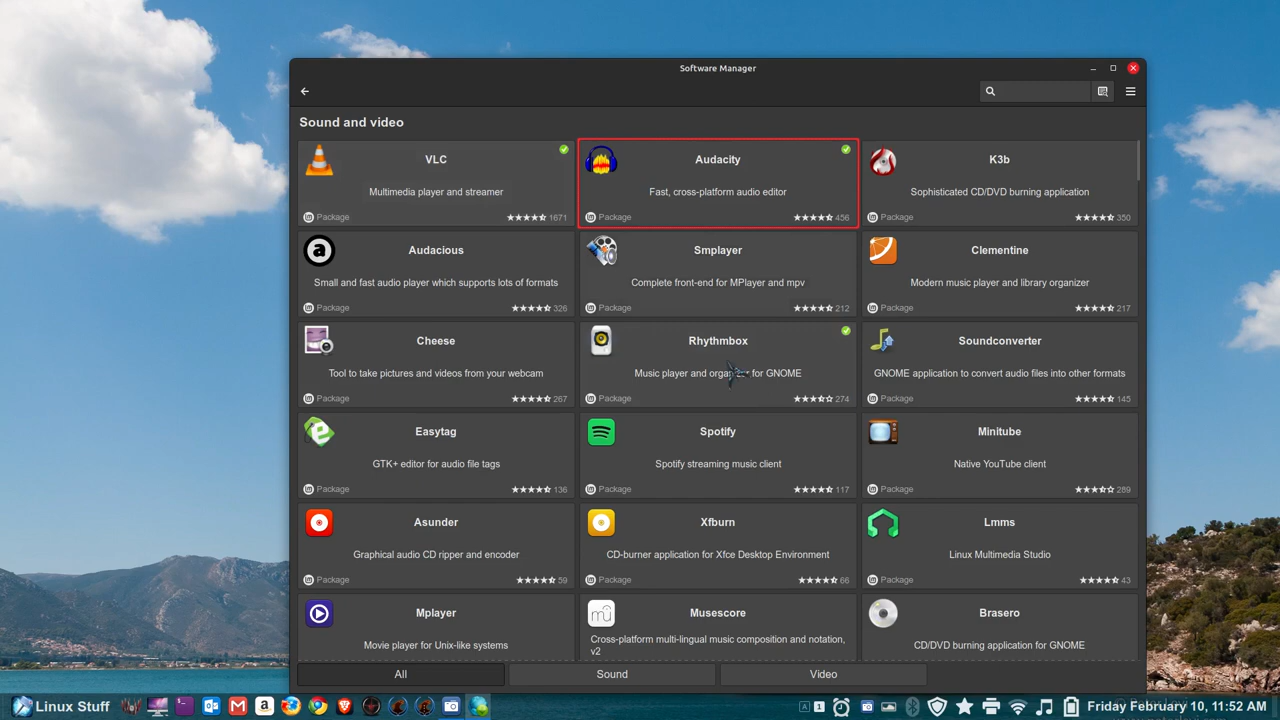 Software Manager
Sound and video
VLC
Multimedia player and streamer
Package
1671
Audacity
Fast, cross-platform audio editor
Package
456
K3b
Sophisticated CD/DVD burning application
Package
350
Audacious
Small and fast audio player which supports lots of formats
Package
326
Smplayer
Complete front-end for MPlayer and mpv
Package
212
Clementine
Modern music player and library organizer
Package
217
Cheese
Tool to take pictures and videos from your webcam
Package
267
Rhythmbox
Music player and for GNOME
Package
274
Soundconverter
GNOME application to convert audio files into other formats
Package
145
Easytag
GTK+ editor for audio file tags
Package
136
Spotify
Spotify streaming music client
Package
117
Minitube
Native YouTube client
Package
289
Asunder
Graphical audio CD ripper and encoder
Package
59
Xfburn
CD-burner application for Xfce Desktop Environment
Package
66
Lmms
Linux Multimedia Studio
Package
43
Mplayer
Movie player for Unix-like systems
mu
Musescore
Cross-platform multi-lingual music composition and notation,
v2
Brasero
CD/DVD burning application for GNOME
All
Sound
Video
Linux Stuff
A
1
Friday February 10, 11:52 AM